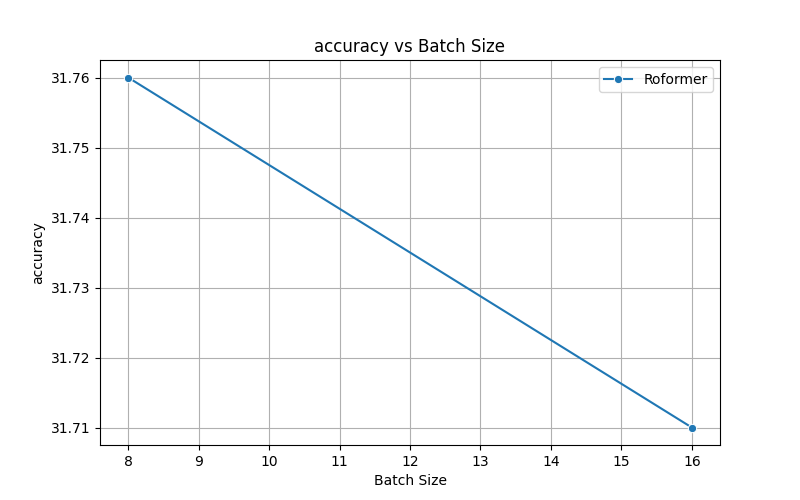 accuracy vs Batch Size
Roformer
31.76
31.75
31.74
31.73
31.72
31.71
accuracy
8 9 10 11 12 13 14 15 16
Batch Size